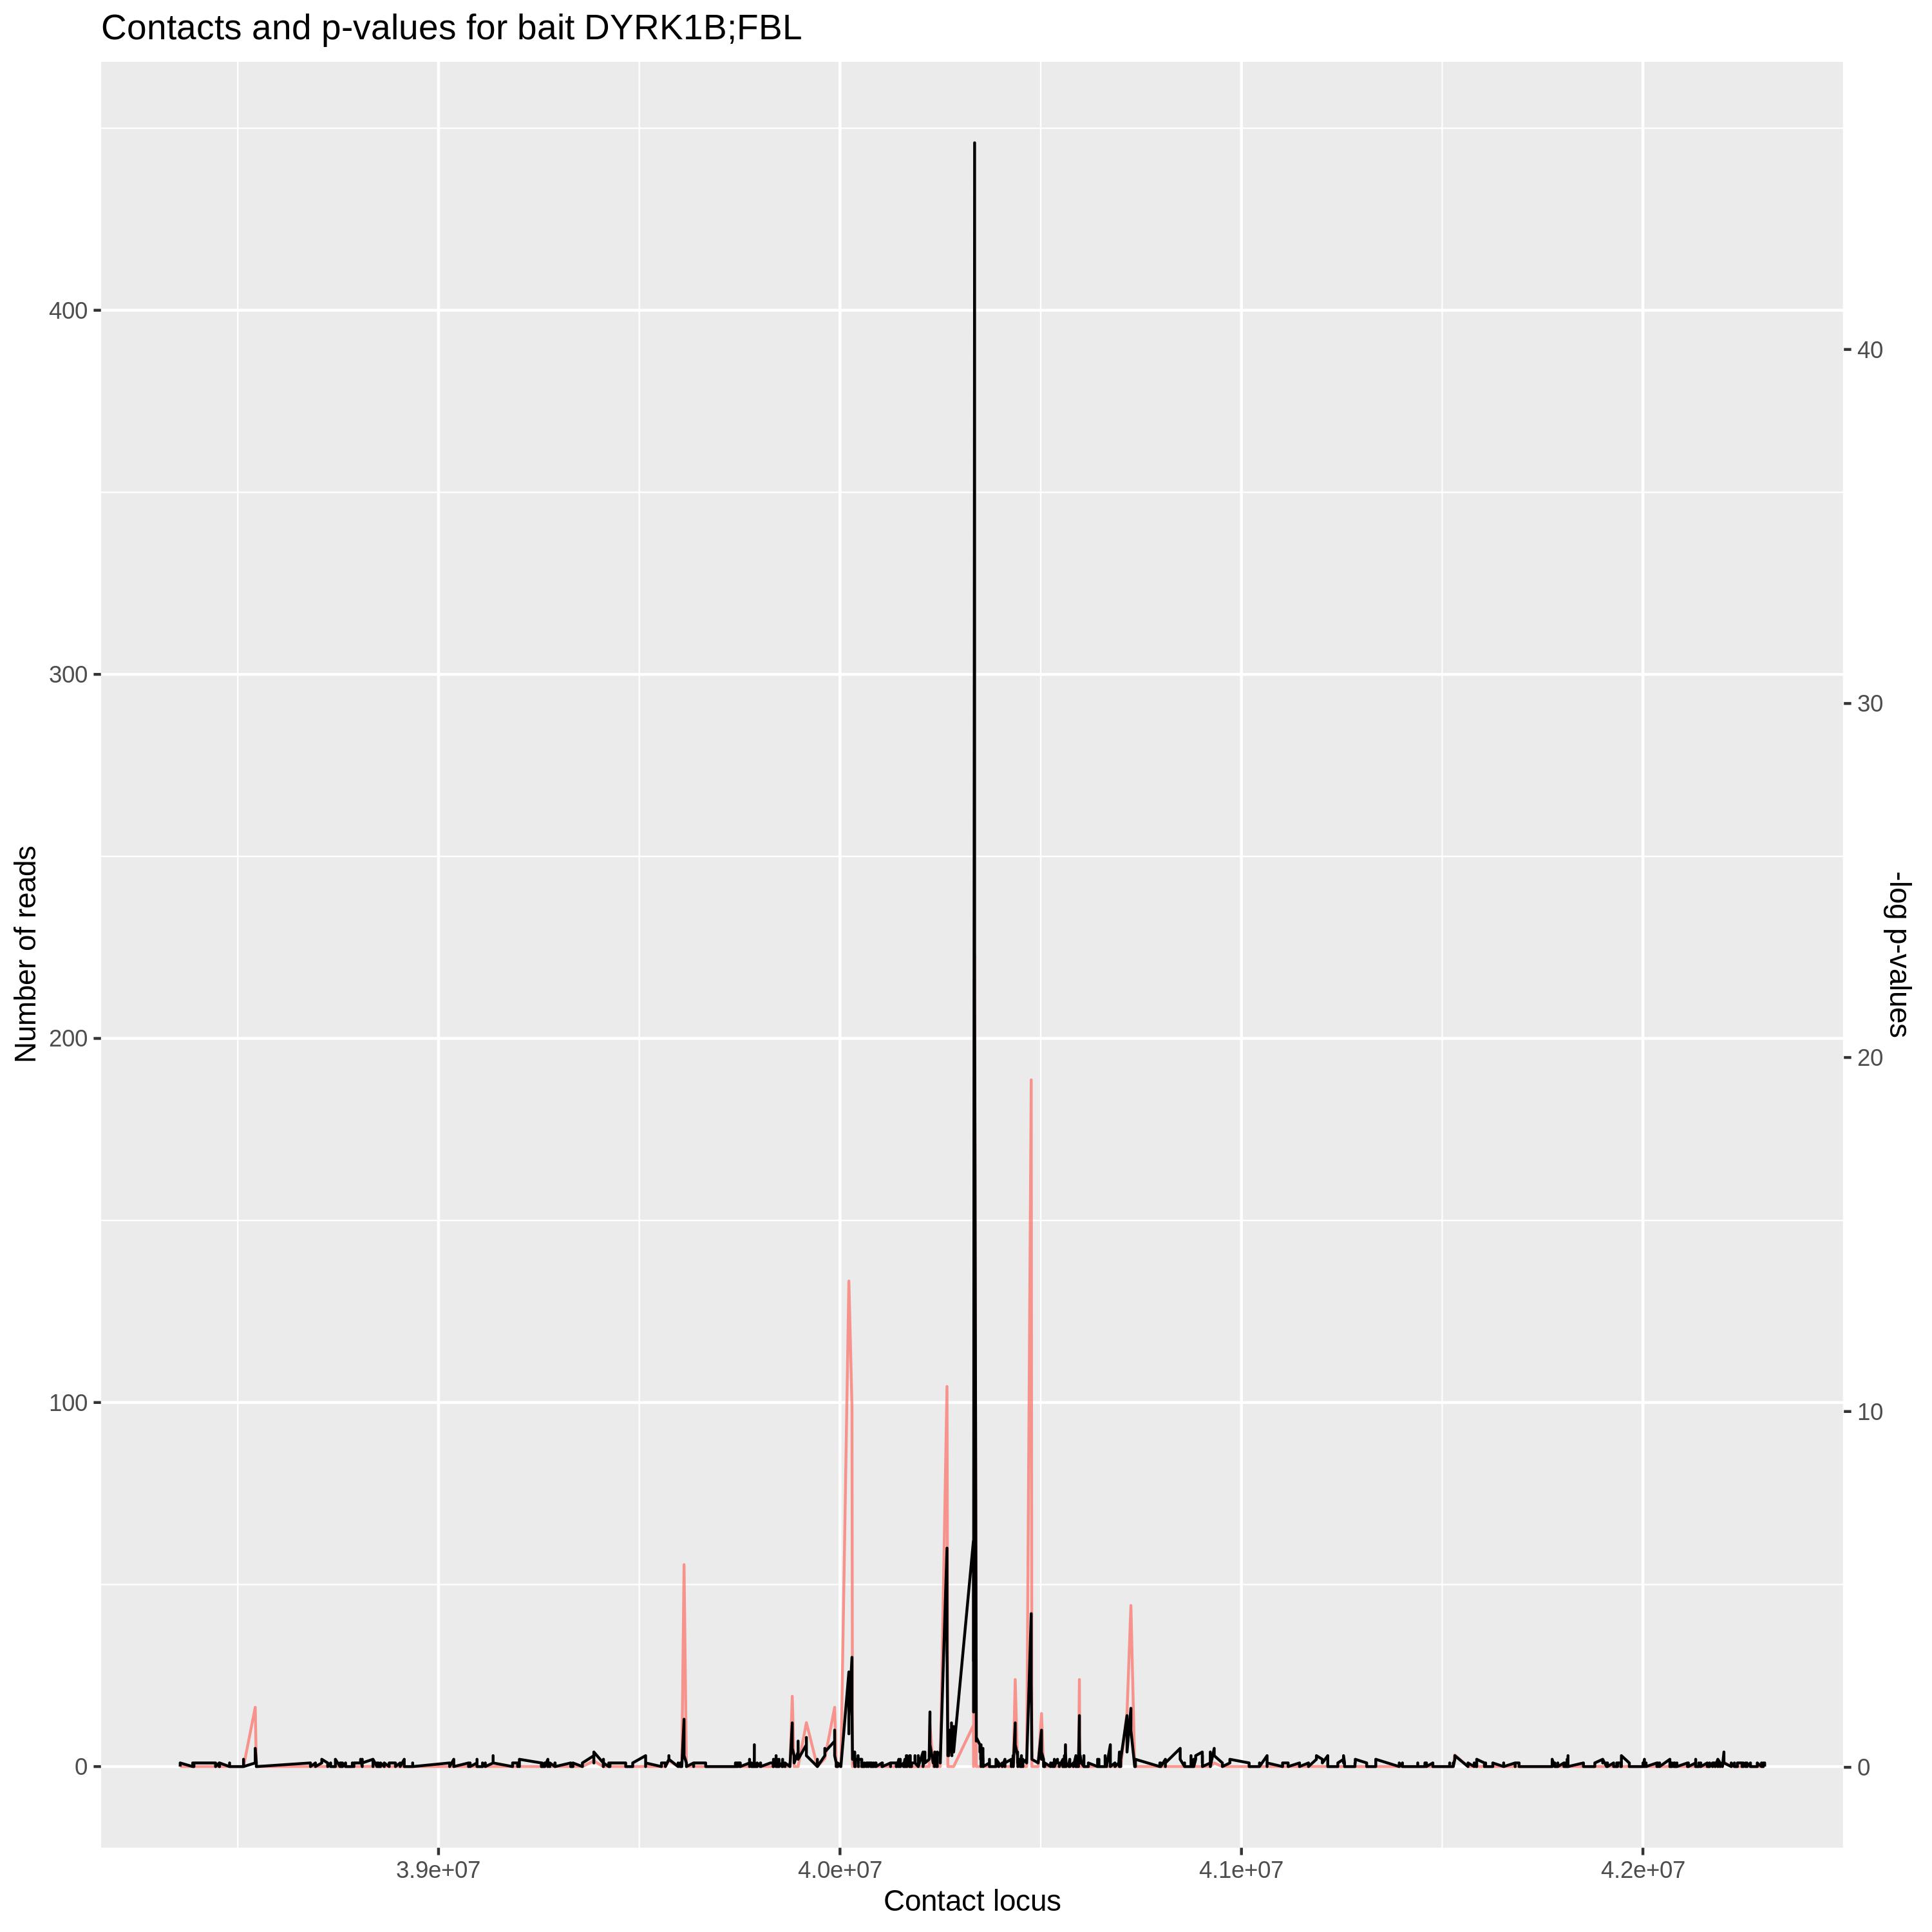 Contacts and p-values for bait DYRK1B;FBL
400
300
200
100
0
Number of reads
40
30
20
10
0
-log p-values
3.9e+07
4.0e+07
4.1e+07
4.2e+07
Contact locus